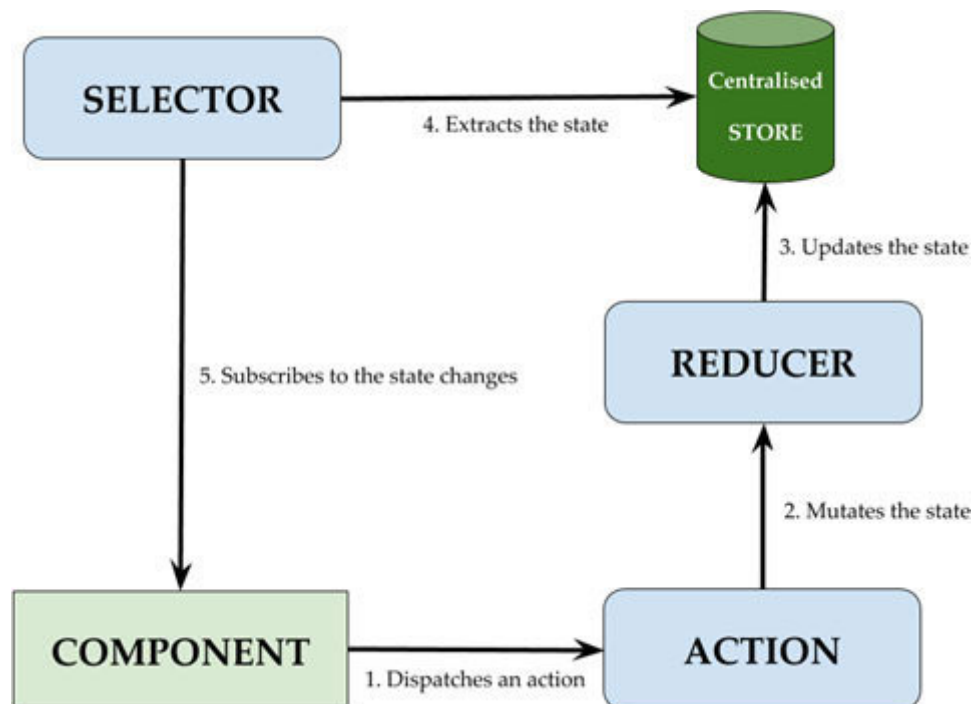 SELECTOR
Centralised
STORE
4. Extracts the state
3. Updates the state
REDUCER
5. Subscribes to the state changes
2. Mutates the state
COMPONENT
ACTION
1. Dispatches an action